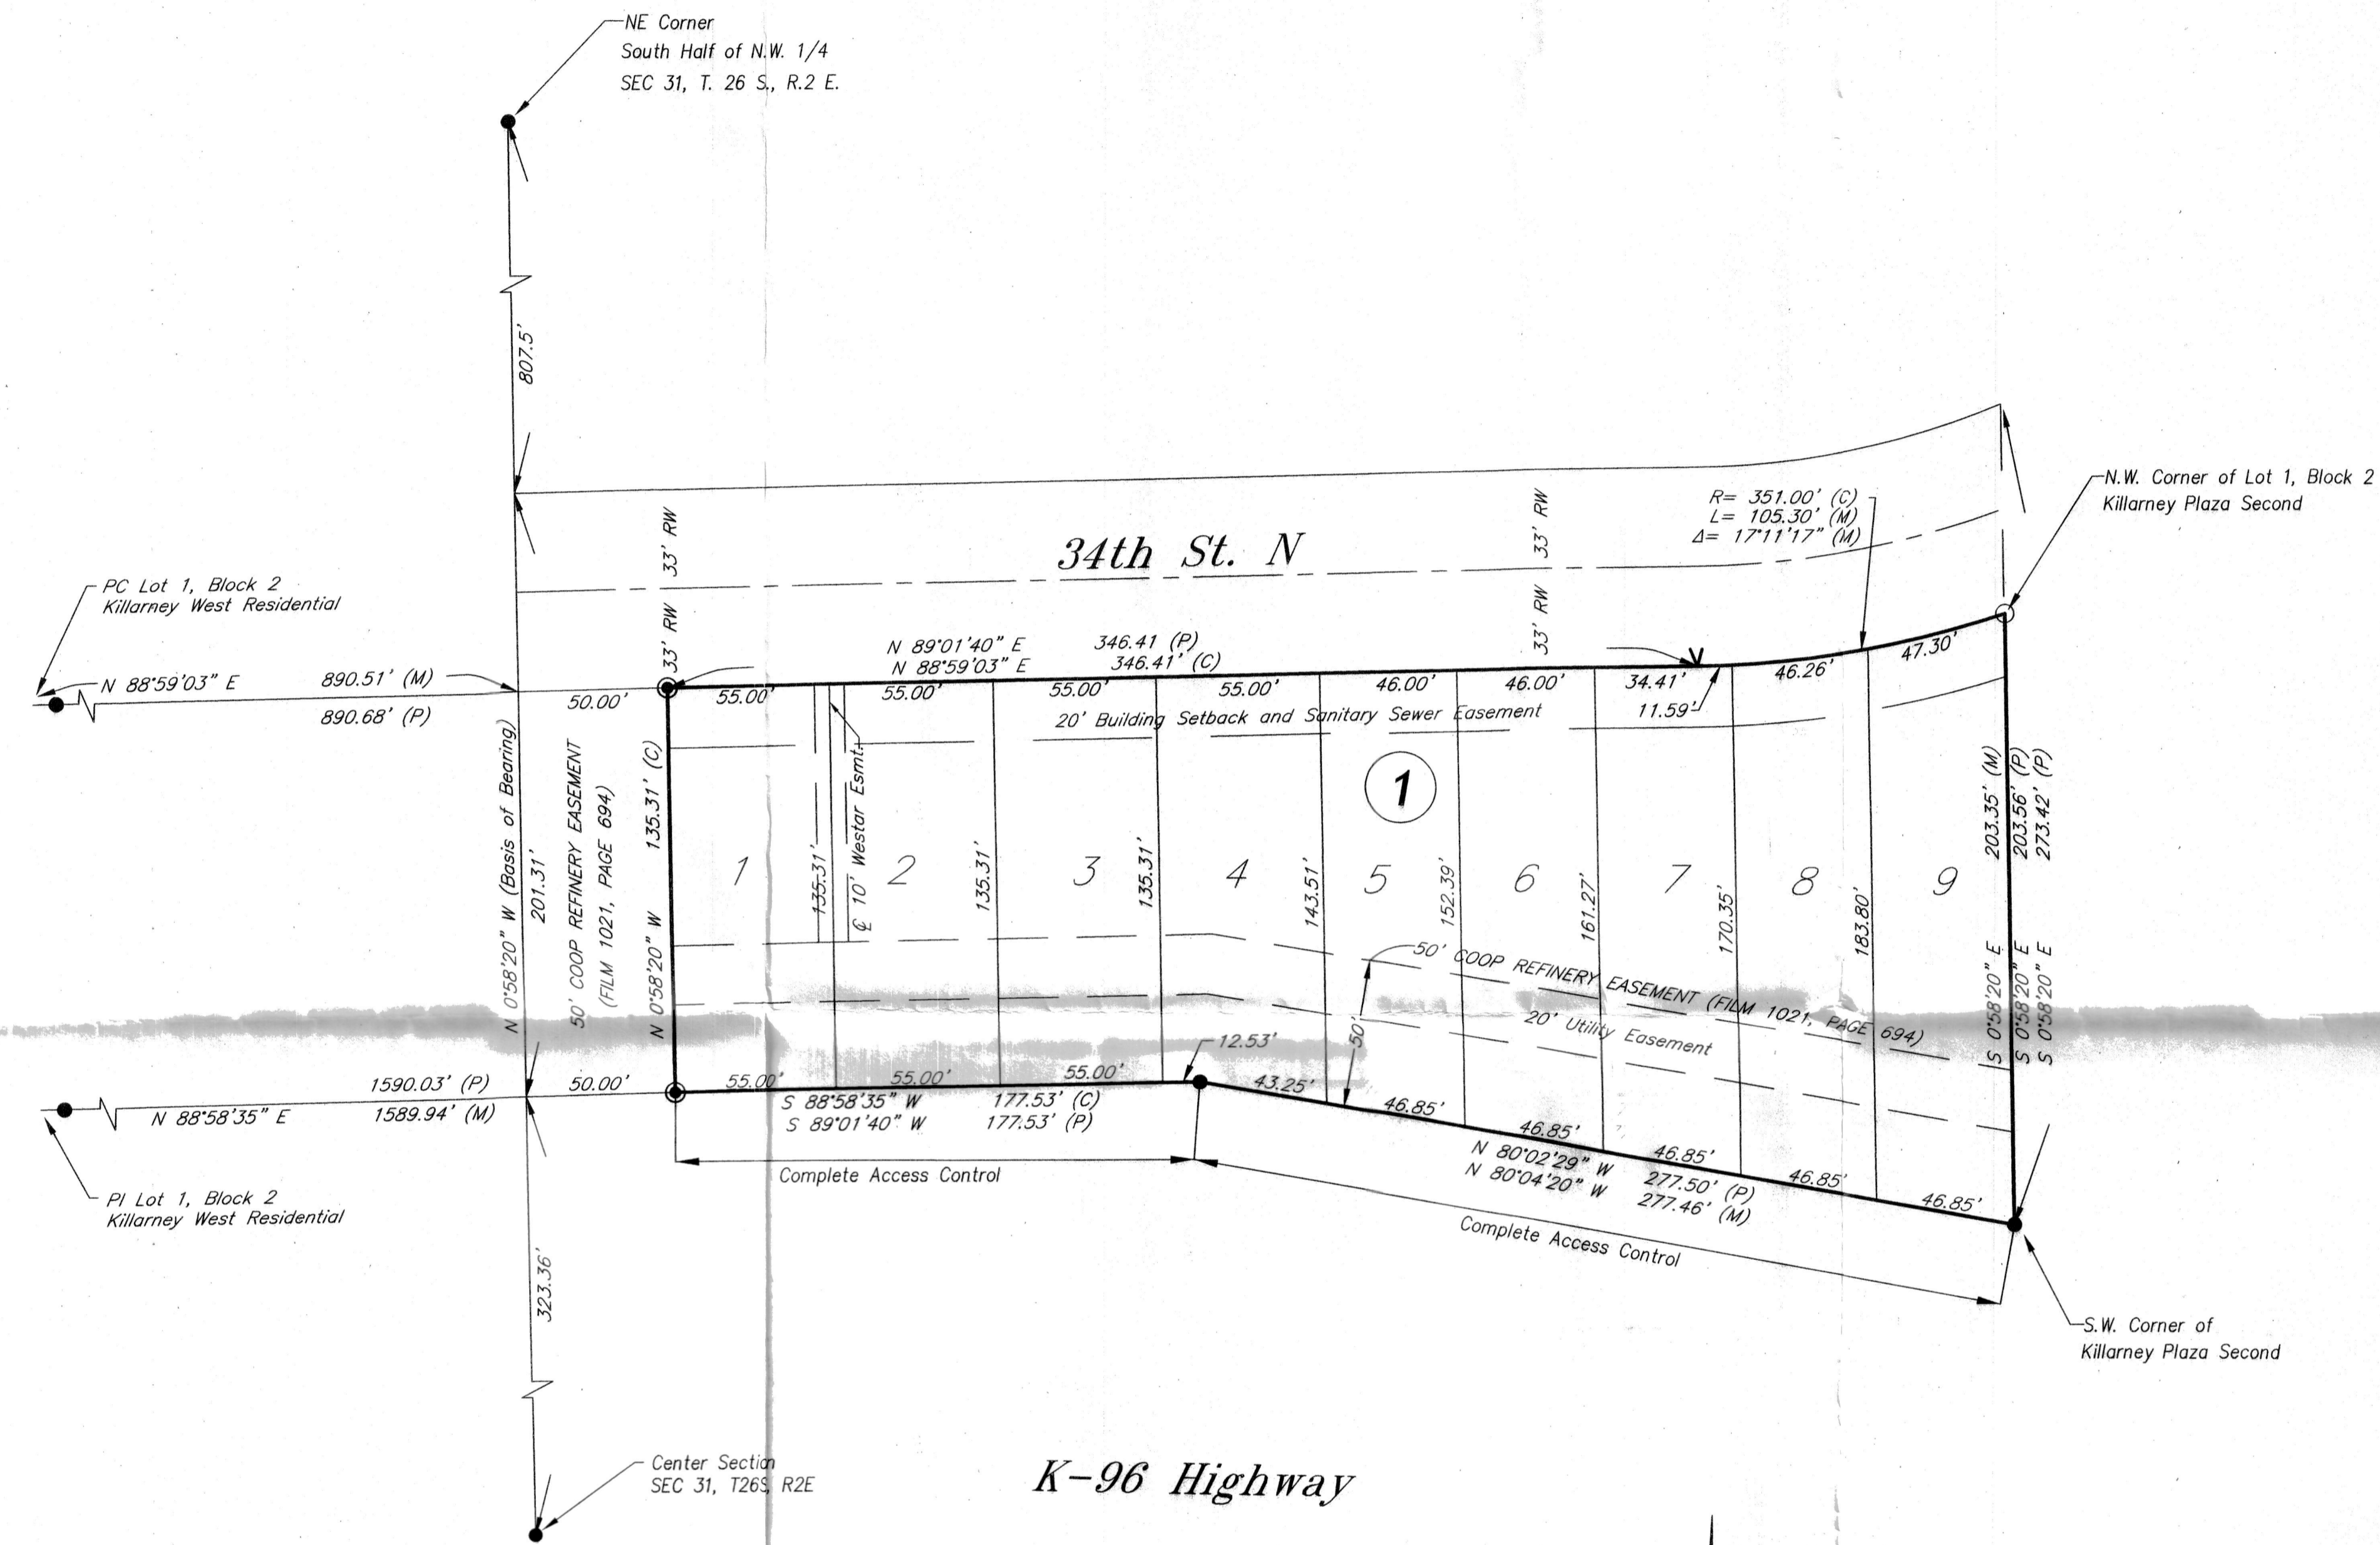 NE Corner
South Half of N.W. 1/4
SEC 31, T. 26 S., R.2 E.
807.5'
N.W. Corner of Lot 1, Block 2
Killarney Plaza Second
R= 351.00' (C)
L= 105.30' (M)
Δ= 17°11'17" (M)
33' RW
33' RW
34th St. N
33' RW
33' RW
PC Lot 1, Block 2
Killarney West Residential
N 88°59'03" E 890.51' (M)
890.68' (P)
50.00'
N 89°01'40" E 346.41 (P)
N 88°59'03" E 346.41' (C)
55.00'
55.00'
55.00'
55.00'
46.00'
46.00'
34.41'
11.59'
46.26'
47.30'
20' Building Setback and Sanitary Sewer Easement
N 0°58'20" W (Basis of Bearing)
201.31'
50' COOP REFINERY EASEMENT
(FILM 1021, PAGE 694)
N 0°58'20" W 135.31' (C)
1
135.31'
℄ 10' Westar Esmt.
2
135.31'
3
135.31'
4
143.51'
1
5
152.39'
6
161.27'
7
170.35'
8
183.80'
9
S 0°58'20" E 203.35' (M)
S 0°58'20" E 203.56' (P)
S 0°58'20" E 273.42' (P)
50' COOP REFINERY EASEMENT (FILM 1021, PAGE 694)
20' Utility Easement
50'
12.53'
1590.03' (P)
N 88°58'35" E 1589.94' (M)
50.00'
55.00'
55.00'
55.00'
S 88°58'35" W 177.53' (C)
S 89°01'40" W 177.53' (P)
43.25'
46.85'
46.85'
46.85'
46.85'
46.85'
N 80°02'29" W 277.50' (P)
N 80°04'20" W 277.46' (M)
Complete Access Control
Complete Access Control
PI Lot 1, Block 2
Killarney West Residential
323.36'
S.W. Corner of
Killarney Plaza Second
Center Section
SEC 31, T26S, R2E
K-96 Highway